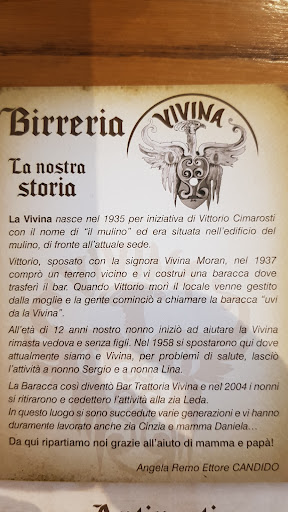 Birreria
VIVINA
La nostra
storia
La Vivina nasce nel 1935 per iniziativa di Vittorio Cimarosti
con il nome di "il mulino" ed era situata nell'edificio del
mulino, di fronte all'attuale sede.
Vittorio, sposato con la signora Vivina Moran, nel 1937
comprò un terreno vicino e vi costruì una baracca dove
trasferì il bar. Quando Vittorio morì il locale venne gestito
dalla moglie e la gente cominciò a chiamare la baracca "uvi
da la Vivina".
All'età di 12 anni nostro nonno iniziò ad aiutare la Vivina
rimasta vedova e senza figli. Nel 1958 si spostarono qui dove
attualmente siamo e Vivina, per problemi di salute, lasciò
l'attività a nonno Sergio e a nonna Lina.
La Baracca così diventò Bar Trattoria Vivina e nel 2004 i nonni
si ritirarono e cedettero l'attività alla zia Leda.
In questo luogo si sono succedute varie generazioni e vi hanno
duramente lavorato anche zia Cinzia e mamma Daniela...
Da qui ripartiamo noi grazie all'aiuto di mamma e papà!
Angela Remo Ettore CANDIDO